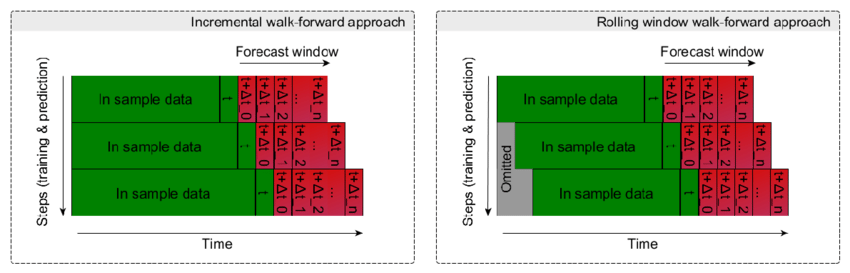 Incremental walk-forward approach
Forecast window
Steps (training & prediction)
In sample data
t
t+Δt_0
t+Δt_1
t+Δt_2
...
t+Δt_n
In sample data
t
t+Δt_0
t+Δt_1
t+Δt_2
...
t+Δt_n
In sample data
t
t+Δt_0
t+Δt_1
t+Δt_2
...
t+Δt_n
Time
Rolling window walk-forward approach
Forecast window
Steps (training & prediction)
In sample data
t
t+Δt_0
t+Δt_1
t+Δt_2
...
t+Δt_n
Omitted
In sample data
t
t+Δt_0
t+Δt_1
t+Δt_2
...
t+Δt_n
In sample data
t
t+Δt_0
t+Δt_1
t+Δt_2
...
t+Δt_n
Time